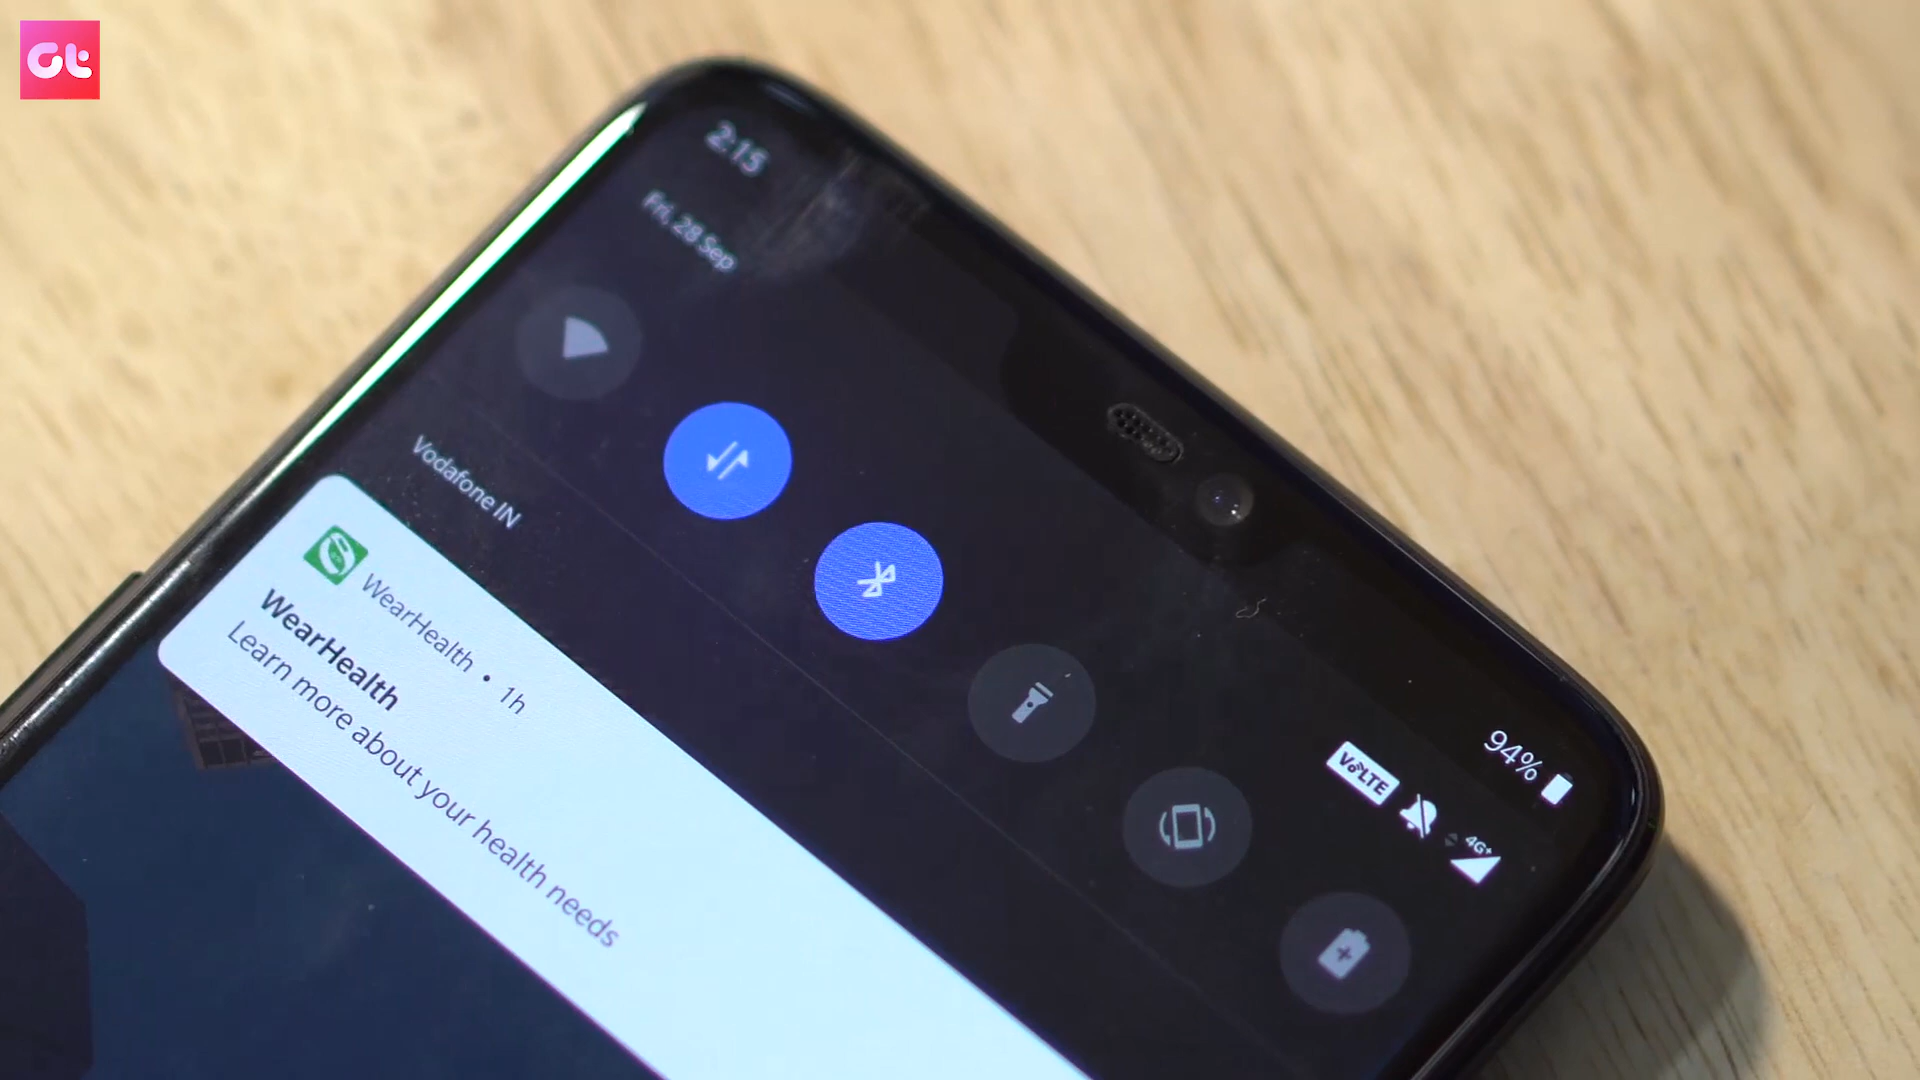 Gt
2:15
Fri, 28 Sep
94%
VoLTE
4G+
Vodafone IN
WearHealth • 1h
WearHealth
Learn more about your health needs